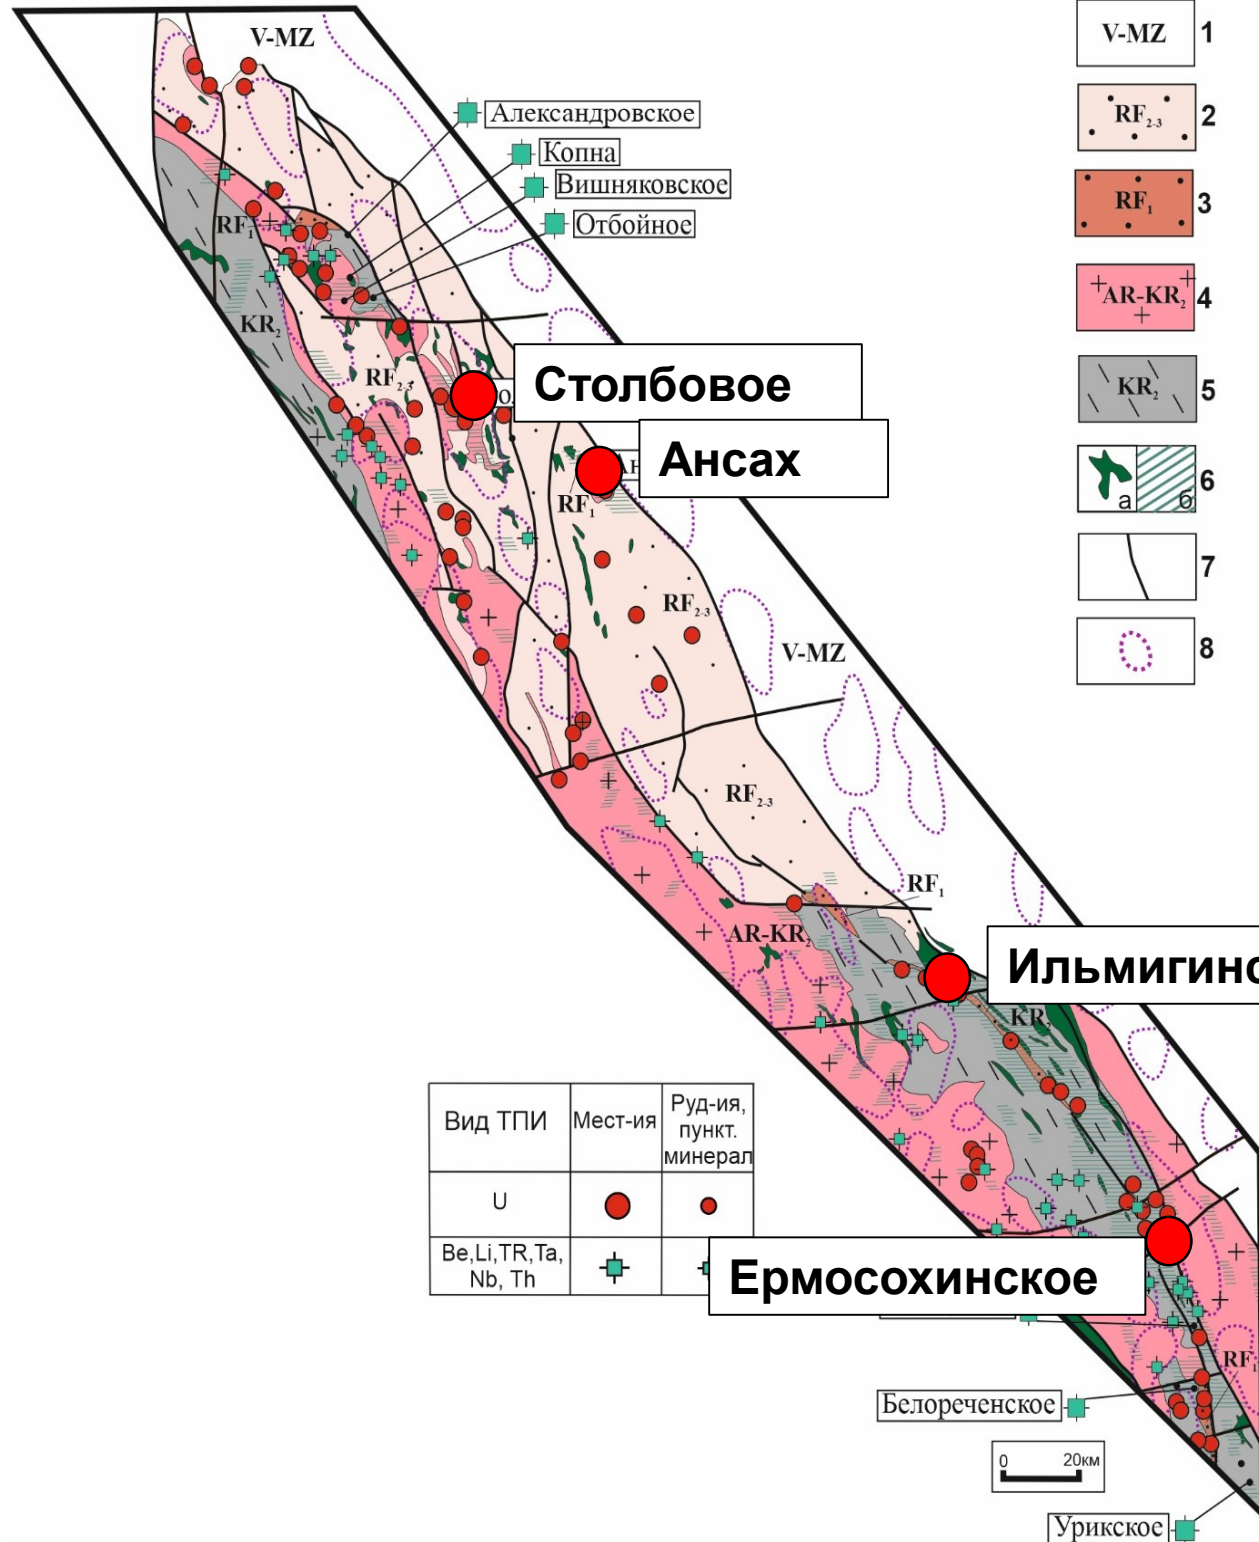 V-MZ
V-MZ 1
Александровское
RF2-3 2
Копна
Вишняковское
RF1 3
RF1
Отбойное
AR-KR2 4
KR2
RF2-3
Столбовое
KR2 5
Ансах
RF1
6
а б
7
RF2-3
V-MZ
8
RF2-3
RF1
AR-KR2
Ильмигинс
KR2
Вид ТПИ Мест-ия Руд-ия,
пункт.
минерал
U
Be,Li,TR,Ta,
Nb, Th
Ермосохинское
RF1
Белореченское
0 20км
Урикское